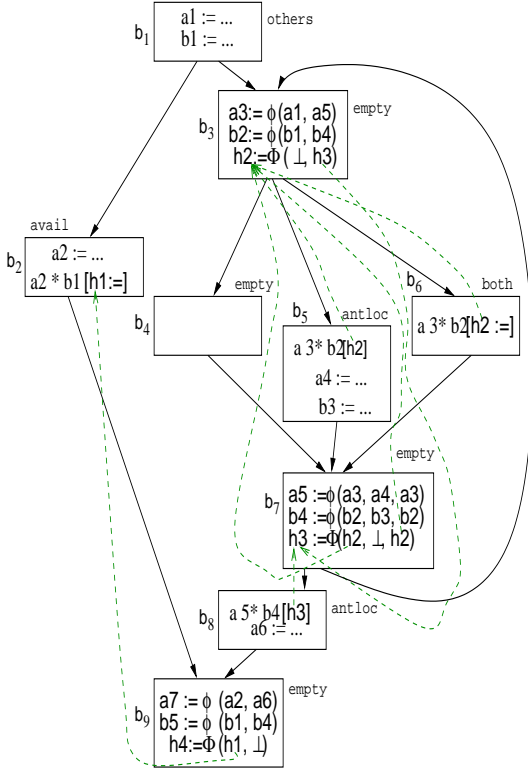 b1
a1 := ...
b1 := ...
others
b3
a3:= ϕ(a1, a5)
b2:= ϕ(b1, b4)
h2:=Φ ( ⊥, h3)
empty
avail
b2
a2 := ...
a2 * b1 [h1:=]
b4
empty
b5
antloc
a 3* b2[h2]
a4 := ...
b3 := ...
b6
both
a 3* b2[h2 :=]
b7
empty
a5 :=ϕ(a3, a4, a3)
b4 :=ϕ(b2, b3, b2)
h3 :=Φ(h2, ⊥, h2)
b8
a 5* b4[h3]
a6 := ...
antloc
b9
empty
a7 := ϕ (a2, a6)
b5 := ϕ (b1, b4)
h4:=Φ(h1, ⊥)